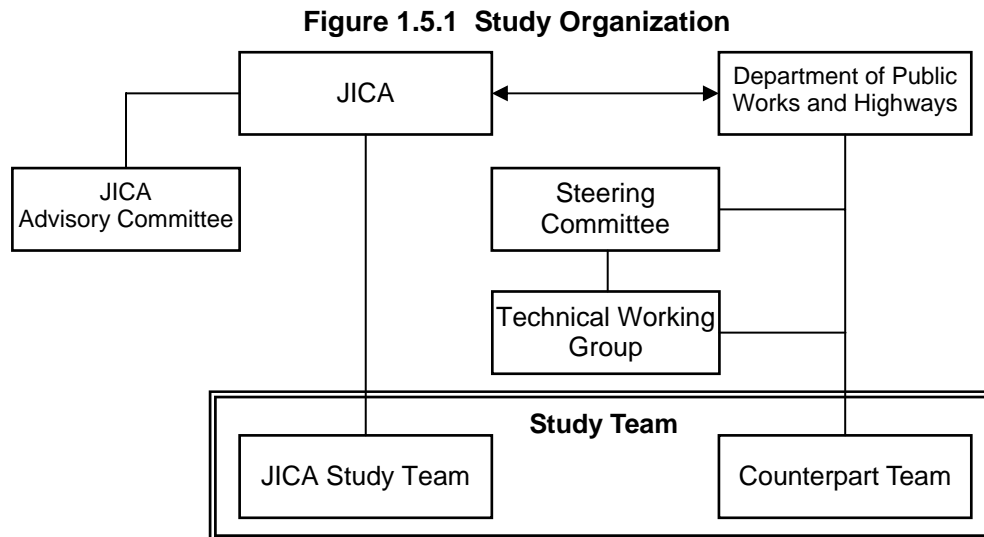 Figure 1.5.1 Study Organization
JICA
Department of Public
Works and Highways
JICA
Advisory Committee
Steering
Committee
Technical Working
Group
Study Team
JICA Study Team
Counterpart Team